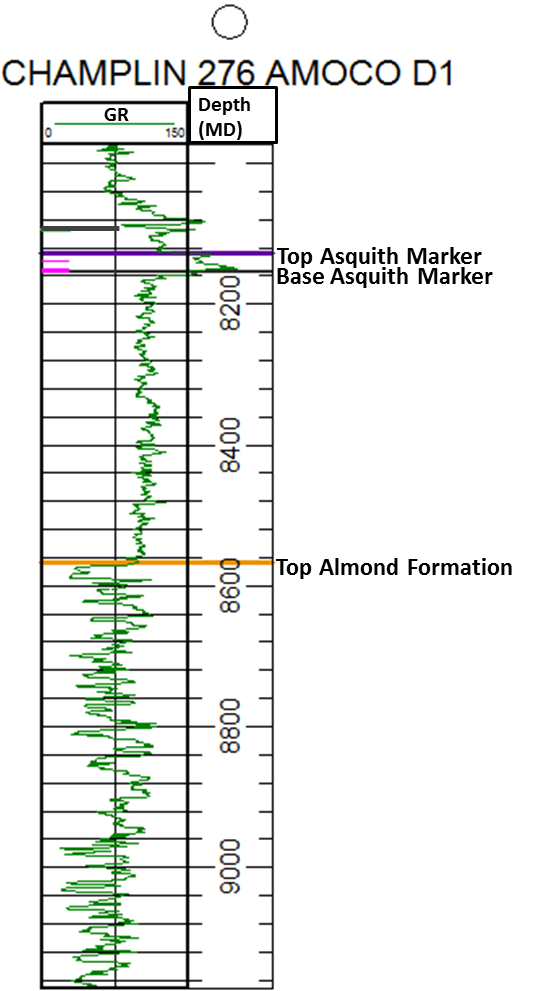 CHAMPLIN 276 AMOCO D1
GR
0 150
Depth
(MD)
Top Asquith Marker
Base Asquith Marker
8200
8400
Top Almond Formation
8600
8800
9000